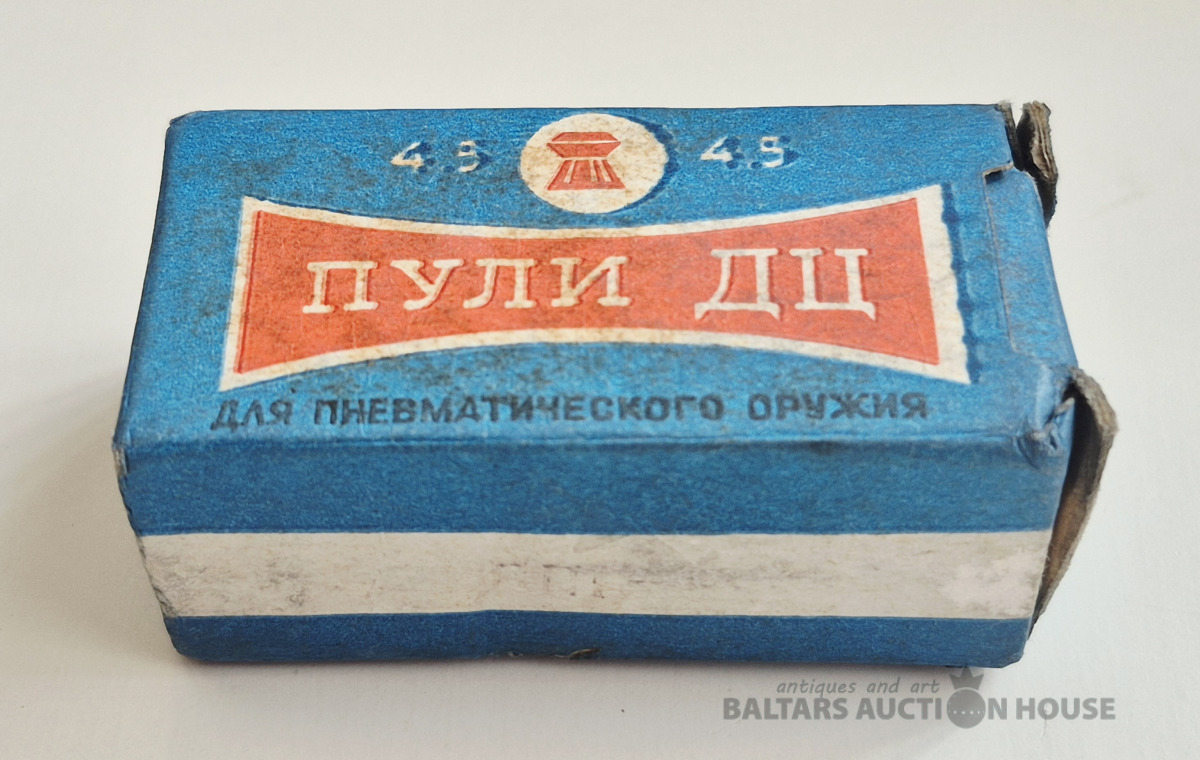 4.5 4.5
ПУЛИ ДЦ
ДЛЯ ПНЕВМАТИЧЕСКОГО ОРУЖИЯ
antiques and art
BALTARS AUCTION HOUSE